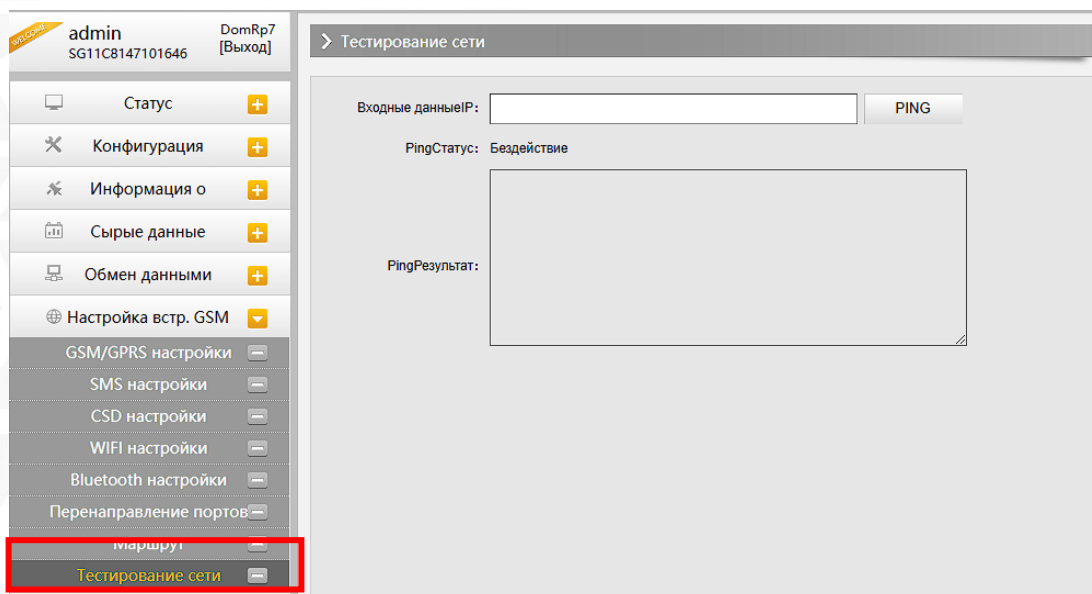 WELCOME
admin
DomRp7
SG11C8147101646
[Выход]
Тестирование сети
Статус
Конфигурация
Информация о
Сырые данные
Обмен данными
Настройка встр. GSM
GSM/GPRS настройки
SMS настройки
CSD настройки
WIFI настройки
Bluetooth настройки
Перенаправление портов
Маршрут
Тестирование сети
Входные данныеIP:
PING
PingСтатус: Бездействие
PingРезультат: